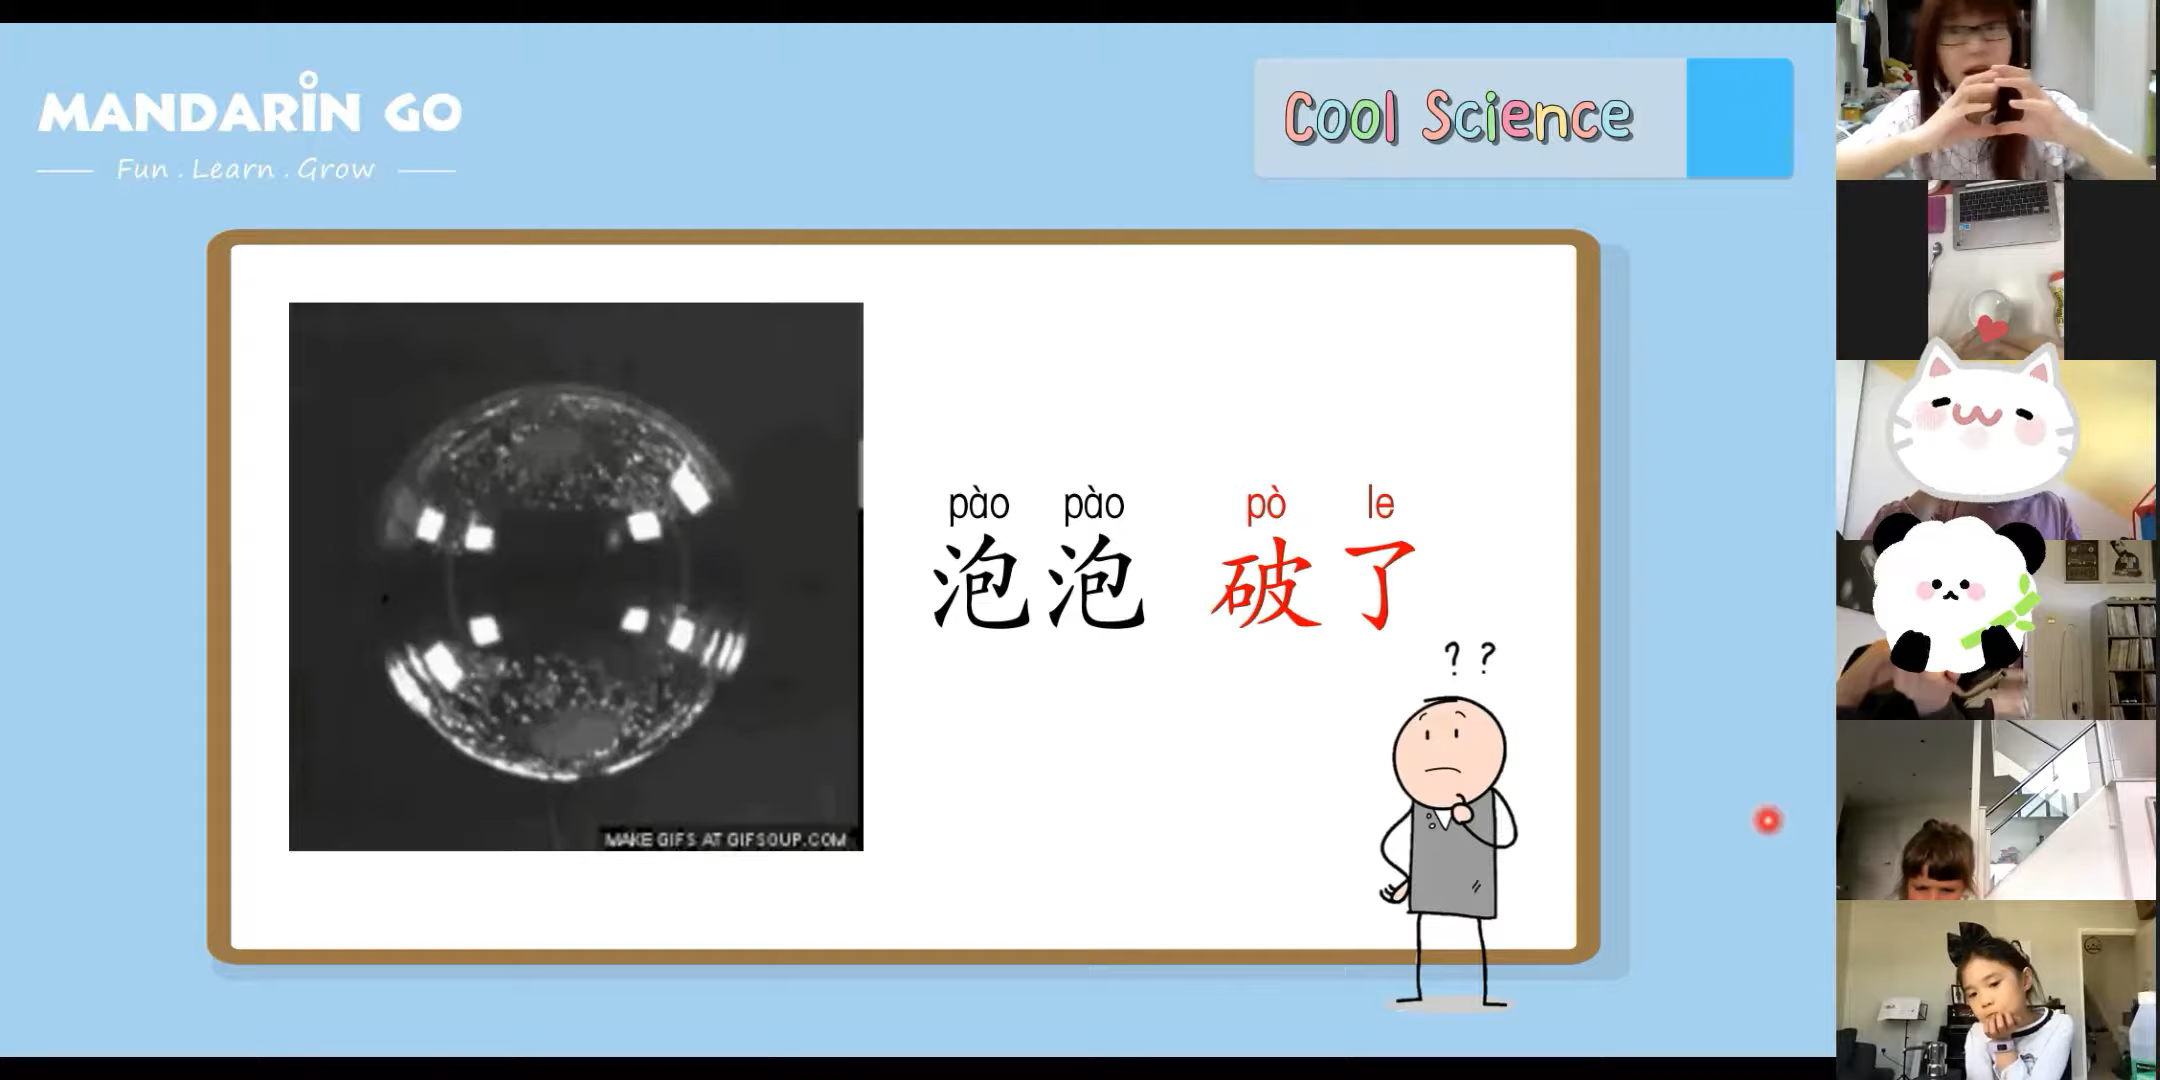 MANDARIN GO
Fun . Learn . Grow
Cool Science
pào pào pò le
泡泡 破了
? ?
MAKE GIFS AT GIFSOUP.COM